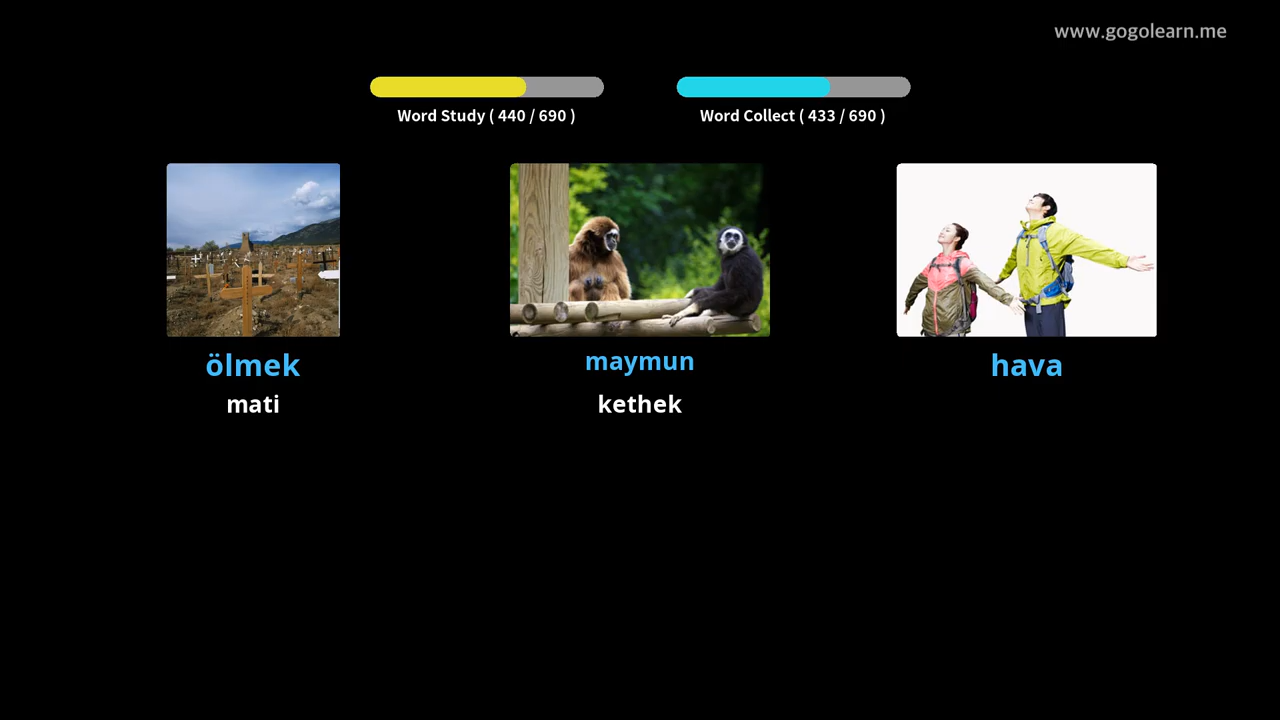 www.gogolearn.me
Word Study ( 440 / 690 )
Word Collect ( 433 / 690 )
ölmek
mati
maymun
kethek
hava